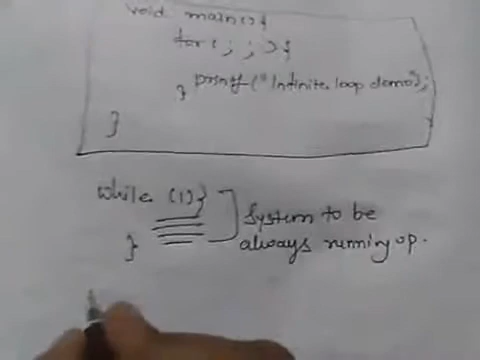 void main(){
for( ; ; ){
printf("Infinite loop demo");
}
}
while (1){
}
System to be
always running op.